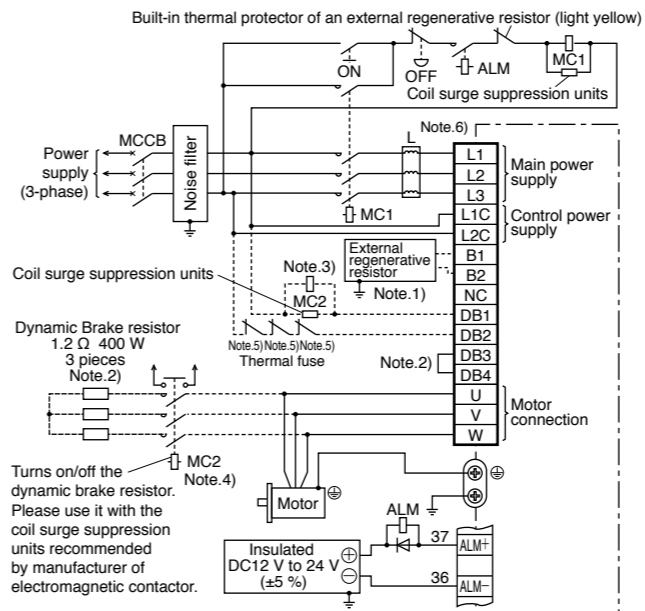 Built-in thermal protector of an external regenerative resistor (light yellow)
ON
OFF
ALM
MC1
Coil surge suppression units
MCCB
Noise filter
L
Note.6)
Power
supply
(3-phase)
L1
L2
L3
Main power
supply
MC1
L1C
L2C
Control power
supply
External
regenerative
resistor
B1
B2
Note.1)
NC
Coil surge suppression units
Note.3)
MC2
DB1
DB2
Note.5) Note.5) Note.5)
Thermal fuse
Note.2)
DB3
DB4
Dynamic Brake resistor
1.2 Ω 400 W
3 pieces
Note.2)
U
V
W
Motor
connection
MC2
Note.4)
Turns on/off the
dynamic brake resistor.
Please use it with the
coil surge suppression
units recommended
by manufacturer of
electromagnetic contactor.
Motor
ALM
Insulated
DC12 V to 24 V
(±5 %)
37
ALM+
36
ALM−